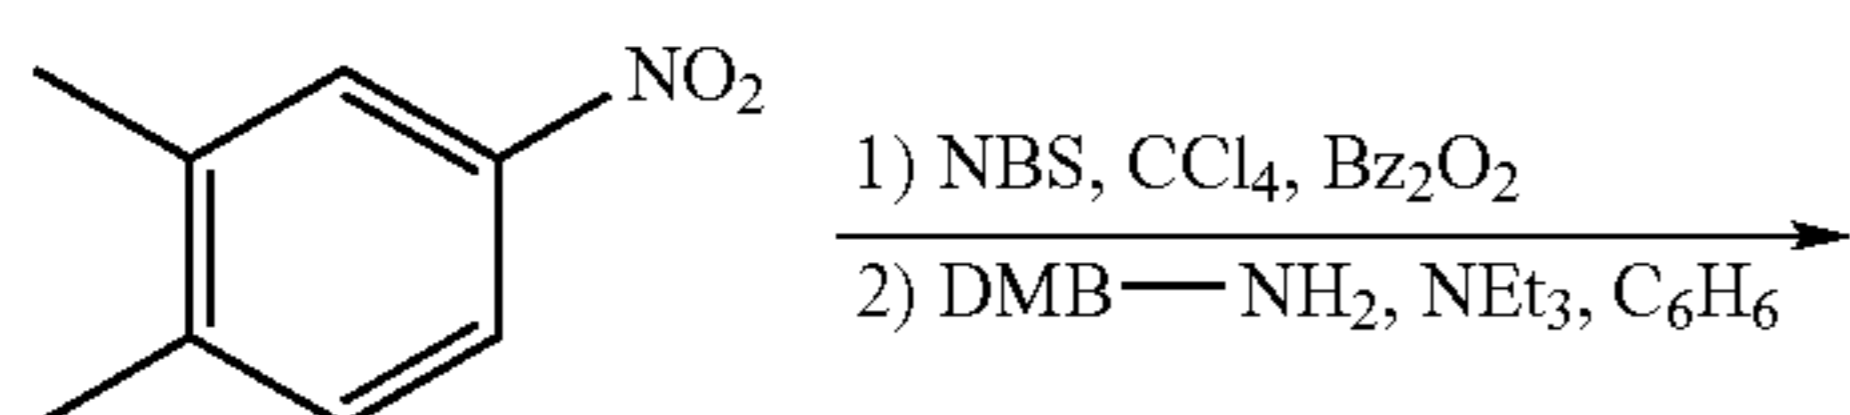 NO₂
1) NBS, CCl₄, Bz₂O₂
2) DMB—NH₂, NEt₃, C₆H₆